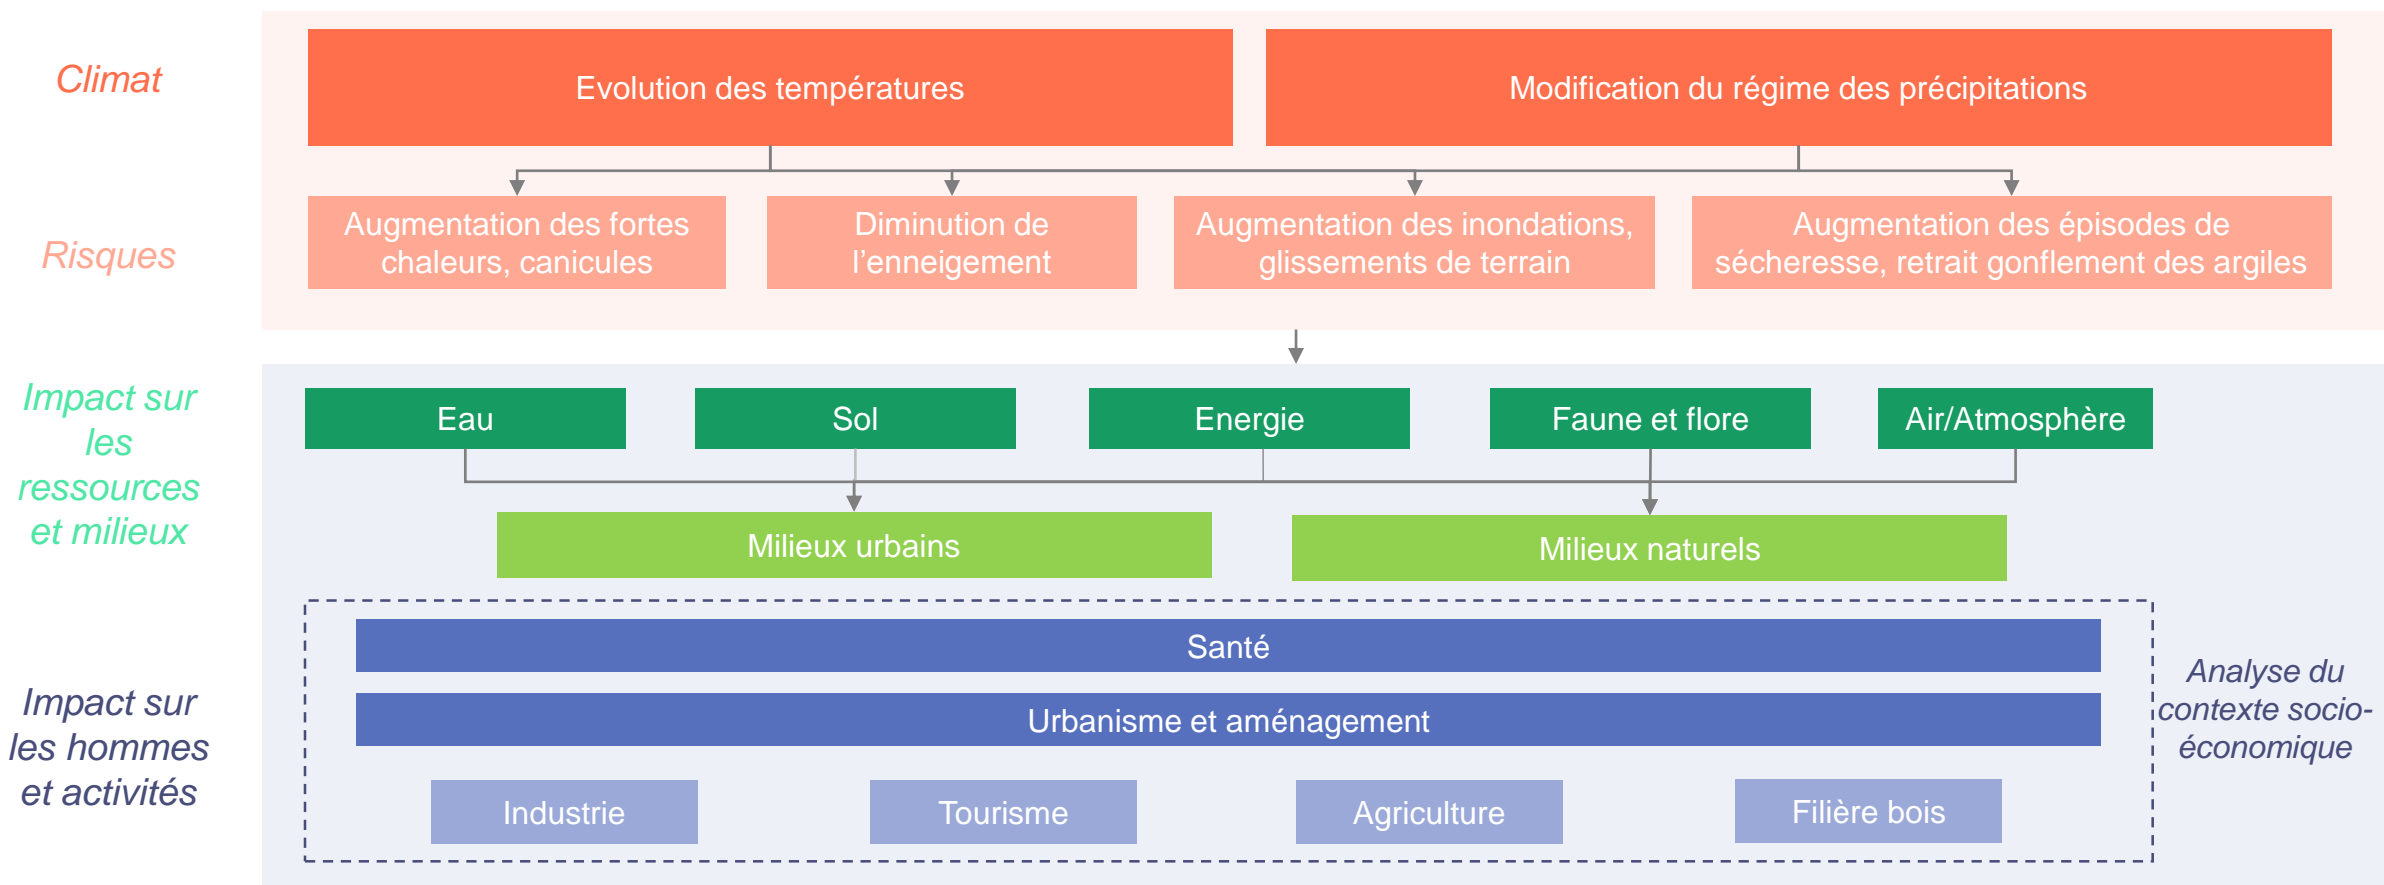 Climat
Evolution des températures
Modification du régime des précipitations
Risques
Augmentation des fortes
chaleurs, canicules
Diminution de
l’enneigement
Augmentation des inondations,
glissements de terrain
Augmentation des épisodes de
sécheresse, retrait gonflement des argiles
Impact sur
les
ressources
et milieux
Eau
Sol
Energie
Faune et flore
Air/Atmosphère
Milieux urbains
Milieux naturels
Impact sur
les hommes
et activités
Santé
Urbanisme et aménagement
Industrie
Tourisme
Agriculture
Filière bois
Analyse du
contexte socio-
économique